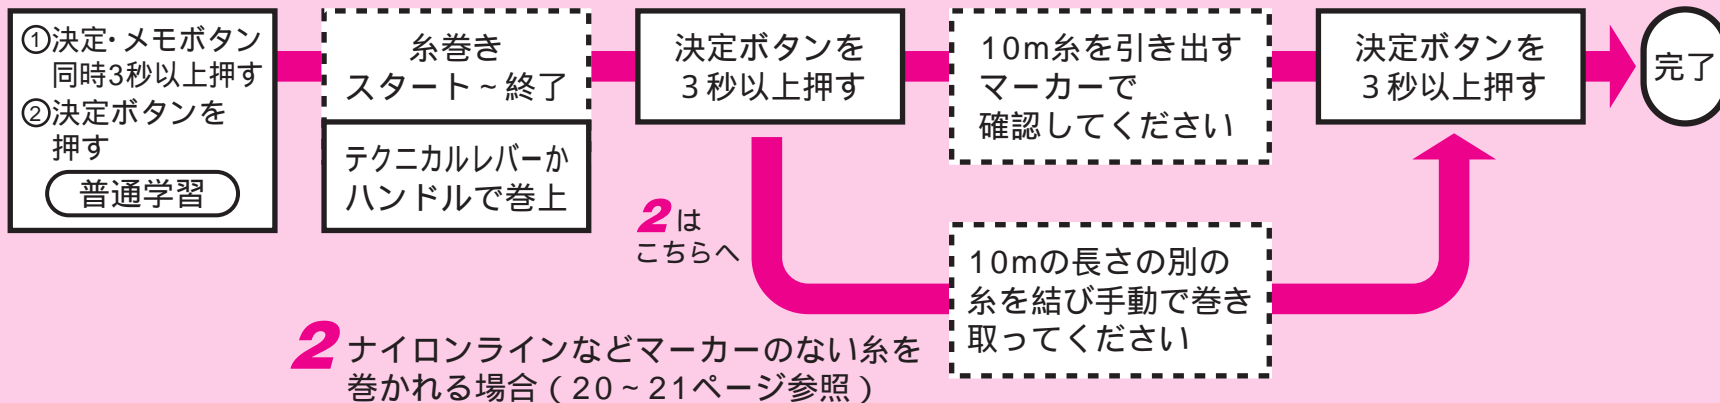 ①決定・メモボタン
同時3秒以上押す
②決定ボタンを
押す
普通学習
糸巻き
スタート~終了
テクニカルレバーか
ハンドルで巻上
決定ボタンを
3秒以上押す
10m糸を引き出す
マーカーで
確認してください
決定ボタンを
3秒以上押す
完了
2は
こちらへ
10mの長さの別の
糸を結び手動で巻き
取ってください
2 ナイロンラインなどマーカーのない糸を
巻かれる場合(20~21ページ参照)